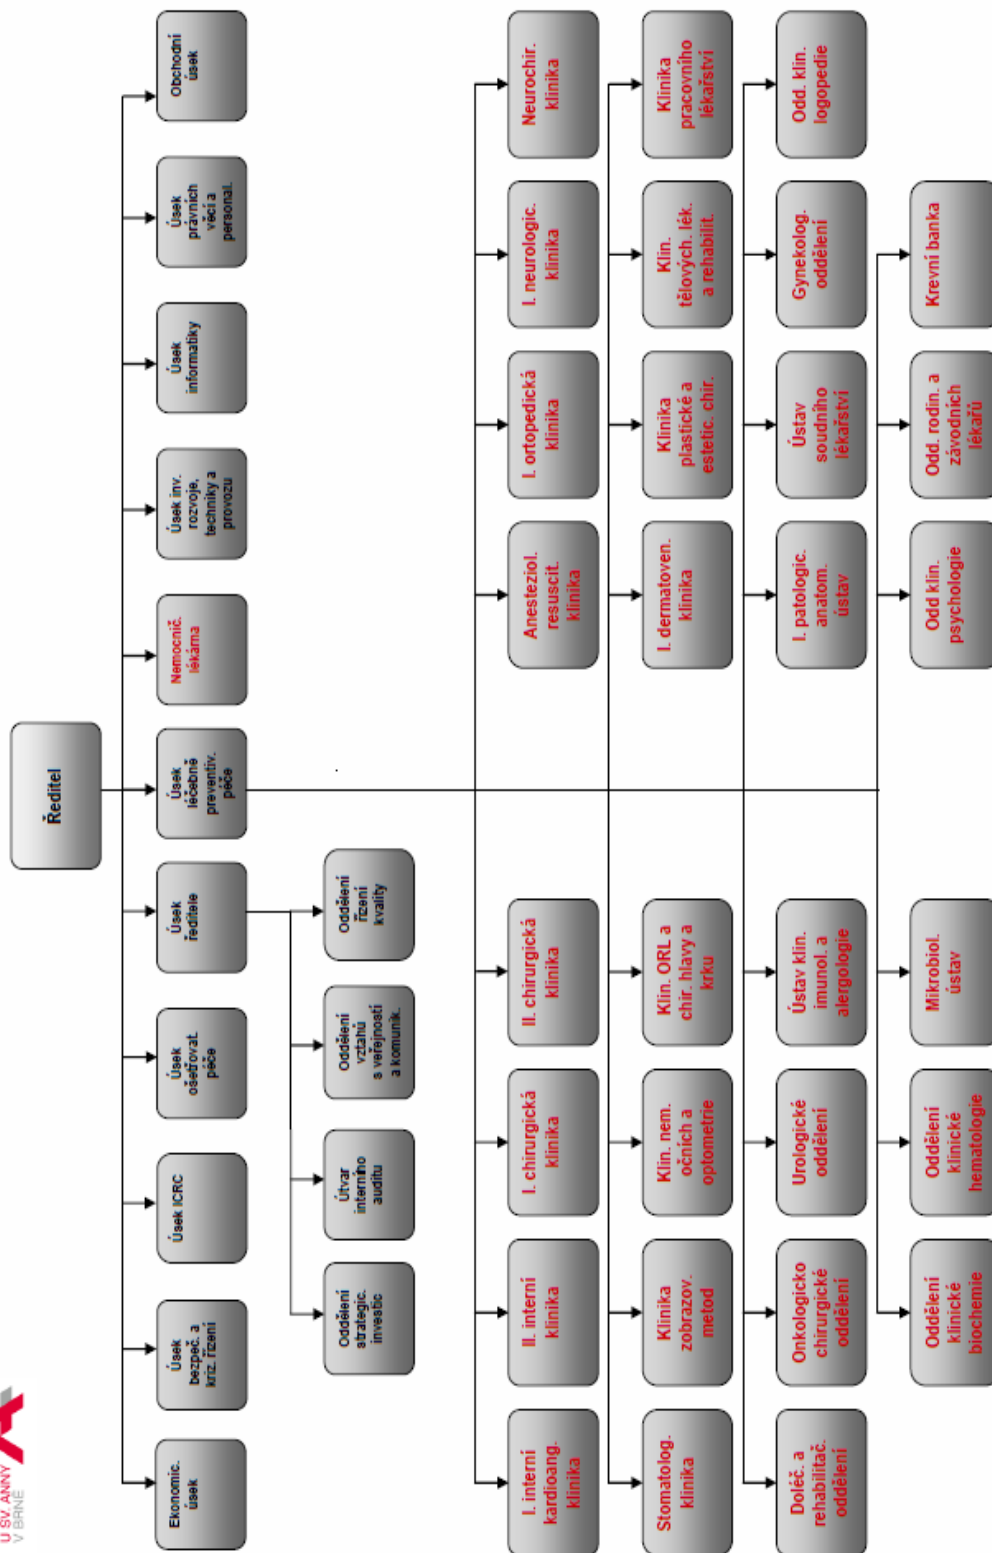 U SV. ANNY
V BRNĚ
Ředitel
Ekonomic.
úsek
Úsek
bezpeč. a
kriz. řízení
Úsek ICRC
Úsek
ošetřovat.
péče
Úsek
ředitele
Úsek
léčebně
preventiv.
péče
Nemocnič.
lékárna
Úsek inv.
rozvoje,
techniky a
provozu
Úsek
informatiky
Úsek
právních
věcí a
personal.
Obchodní
úsek
Oddělení
strategic.
investic
Útvar
interního
auditu
Oddělení
vztahů
s veřejností
a komunik.
Oddělení
řízení
kvality
I. interní
kardioang.
klinika
II. interní
klinika
I. chirurgická
klinika
II. chirurgická
klinika
Anesteziol.
resuscit.
klinika
I. ortopedická
klinika
I. neurologic.
klinika
Neurochir.
klinika
Stomatolog.
klinika
Klinika
zobrazov.
metod
Klin. nem.
očních a
optometrie
Klin. ORL a
chir. hlavy a
krku
I. dermatoven.
klinika
Klinika
plastické a
estetic. chir.
Klin.
tělových. lék.
a rehabilit.
Klinika
pracovního
lékařství
Doléč. a
rehabilitač.
oddělení
Onkologicko
chirurgické
oddělení
Urologické
oddělení
Ústav klin.
imunol. a
alergologie
I. patologic.
anatom.
ústav
Ústav
soudního
lékařství
Gynekolog.
oddělení
Odd. klin.
logopedie
Oddělení
klinické
biochemie
Oddělení
klinické
hematologie
Mikrobiol.
ústav
Odd klin.
psychologie
Odd. rodin. a
závodních
lékařů
Krevní banka